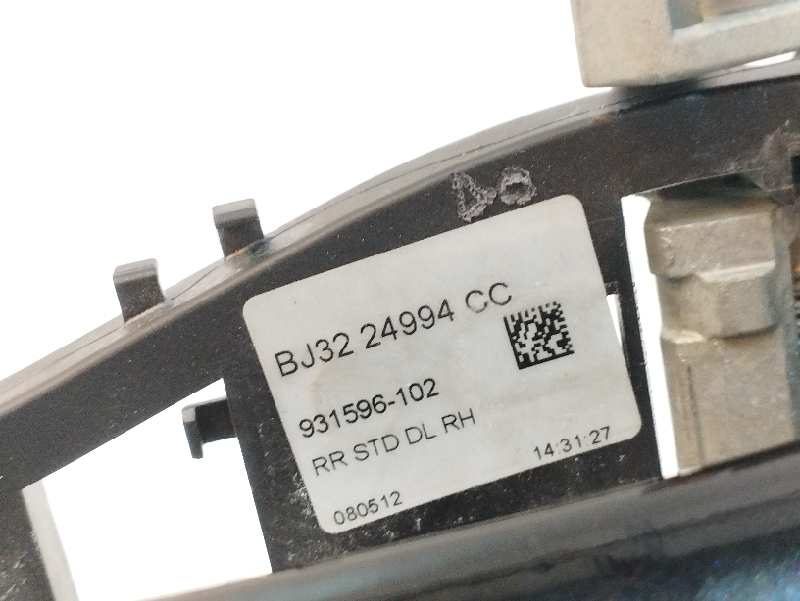 BJ32 24994 CC
931596-102
RR STD DL RH
080512 14:31:27